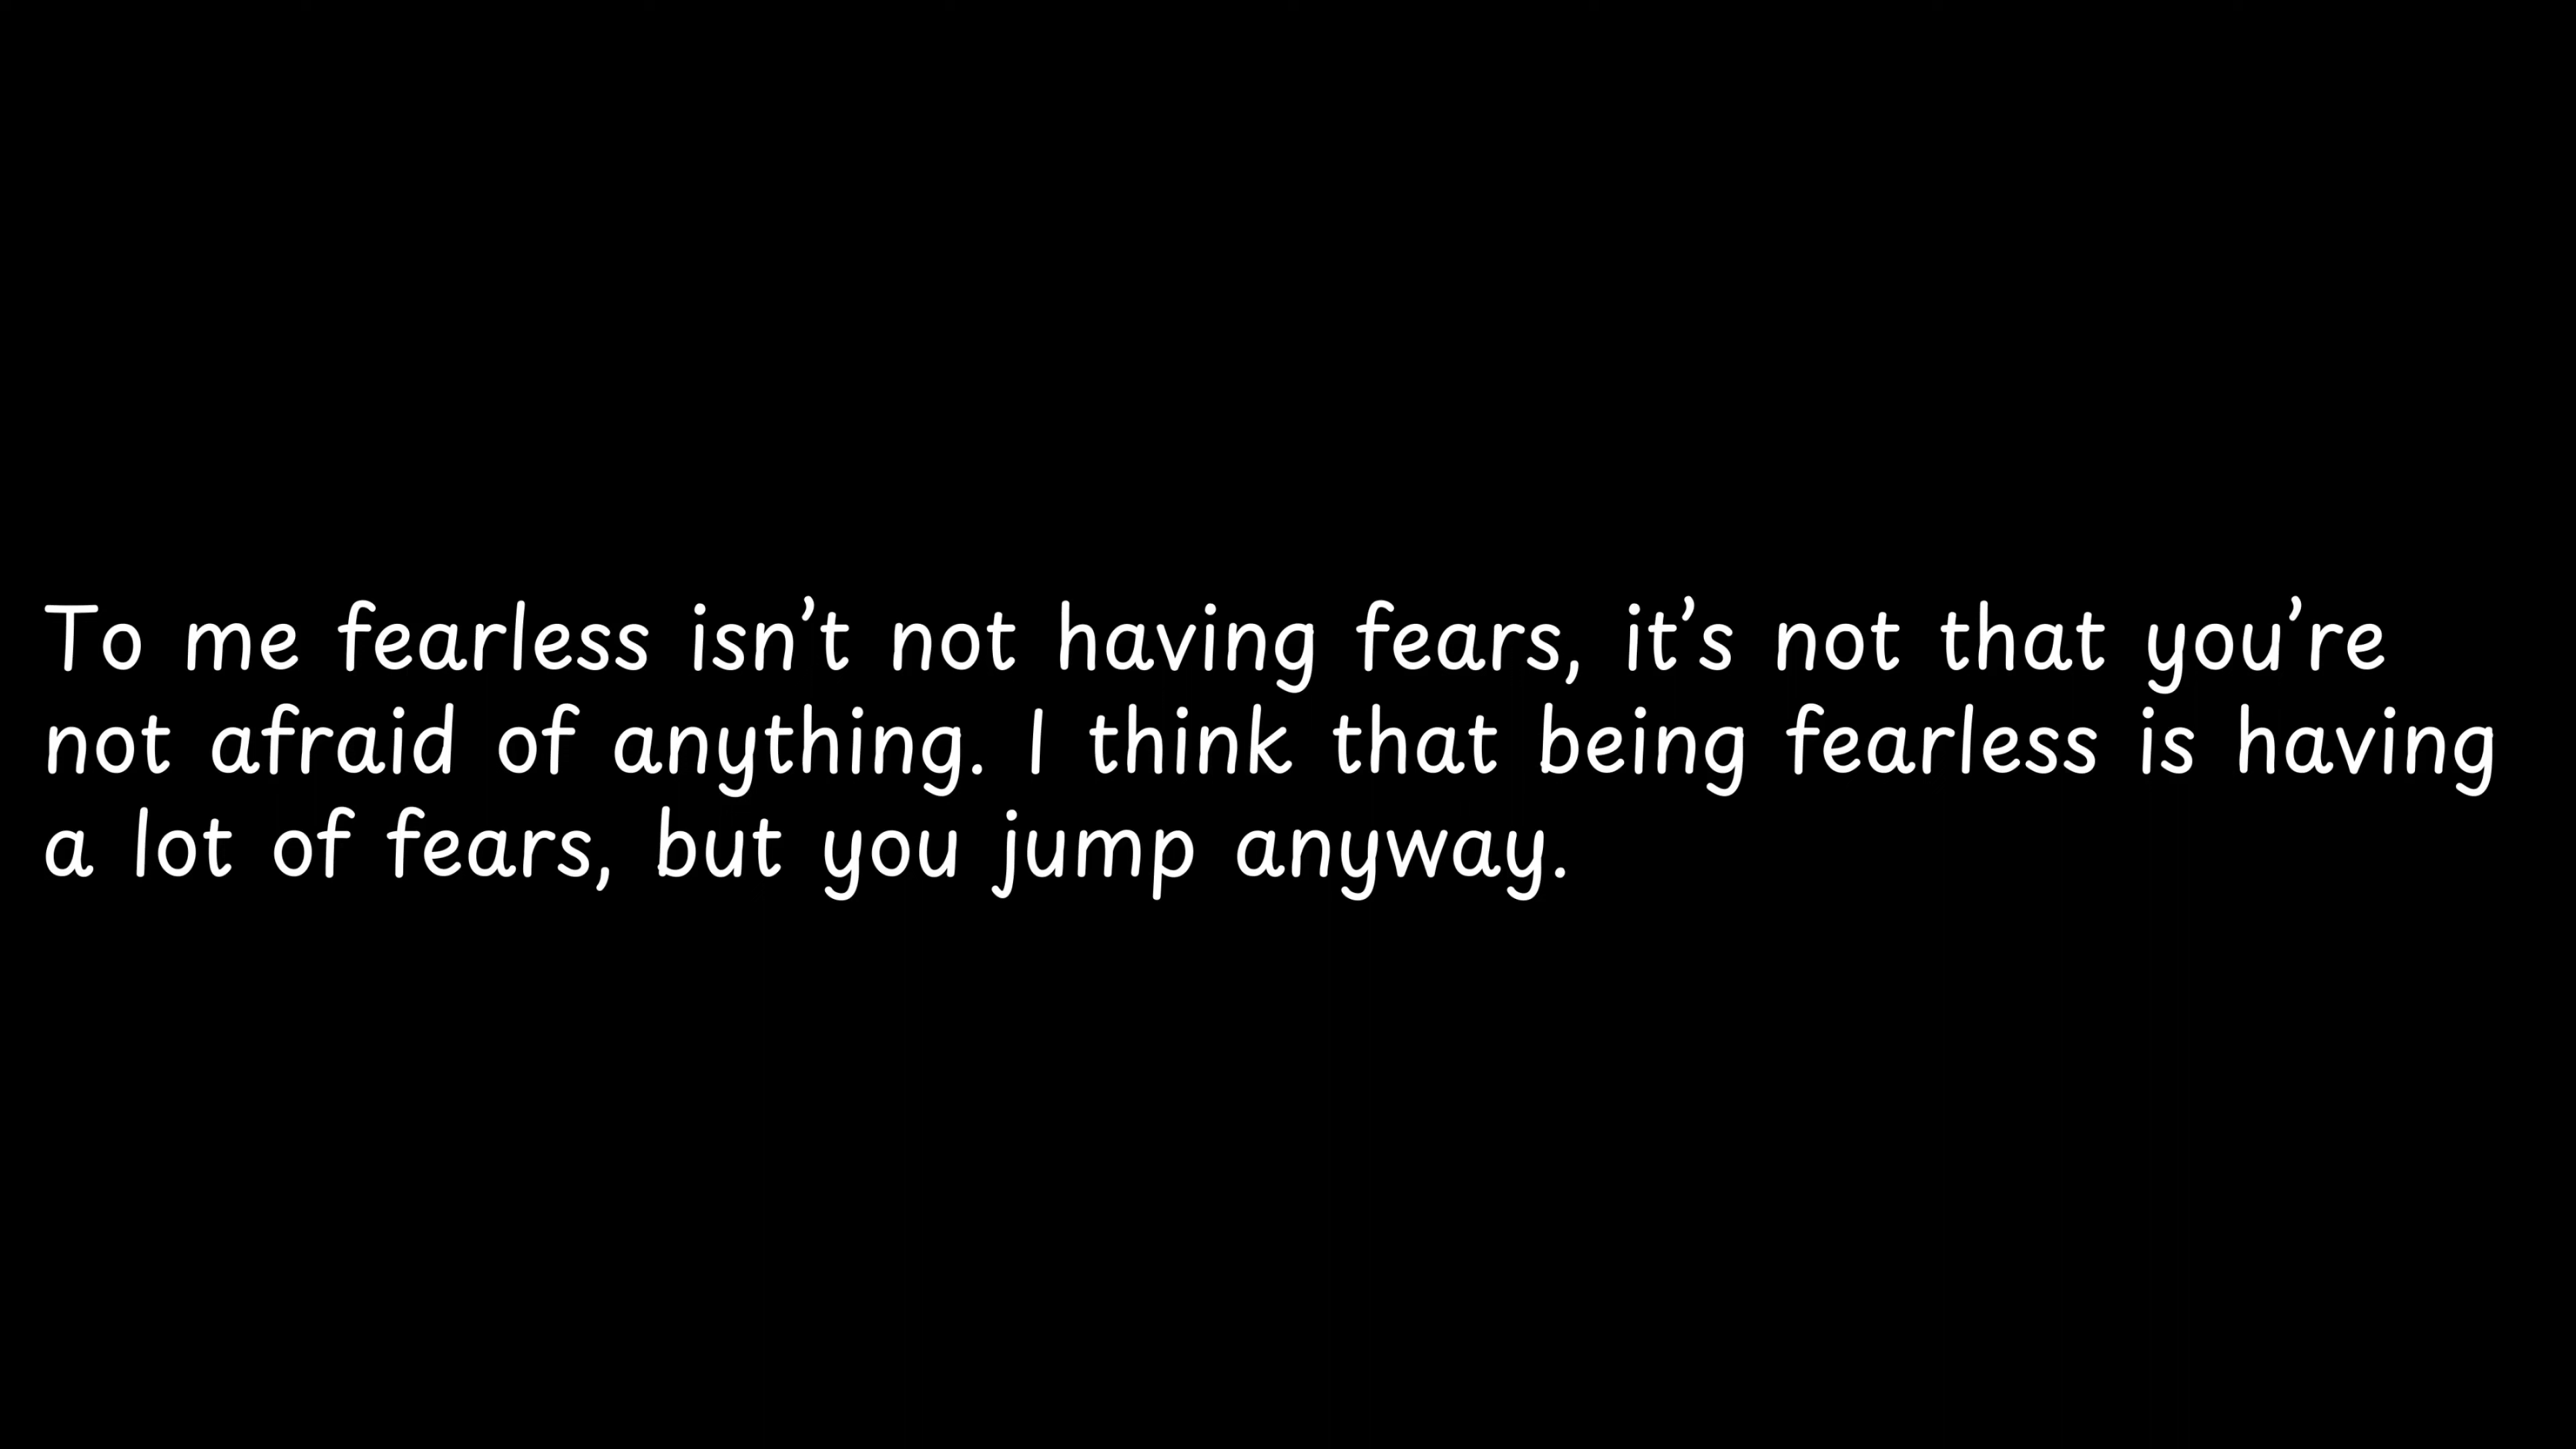 To me fearless isn’t not having fears, it’s not that you’re
not afraid of anything. I think that being fearless is having
a lot of fears, but you jump anyway.